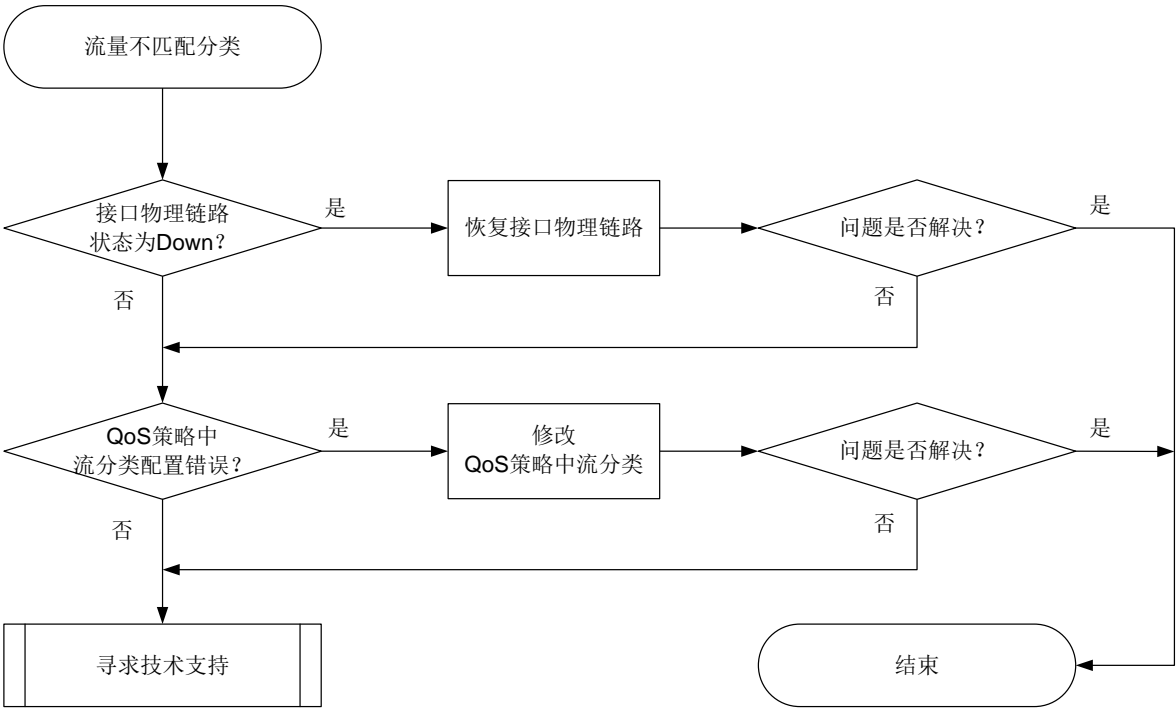 流量不匹配分类
接口物理链路
状态为Down？
是
恢复接口物理链路
问题是否解决？
是
否
否
QoS策略中
流分类配置错误？
是
修改
QoS策略中流分类
问题是否解决？
是
否
否
寻求技术支持
结束